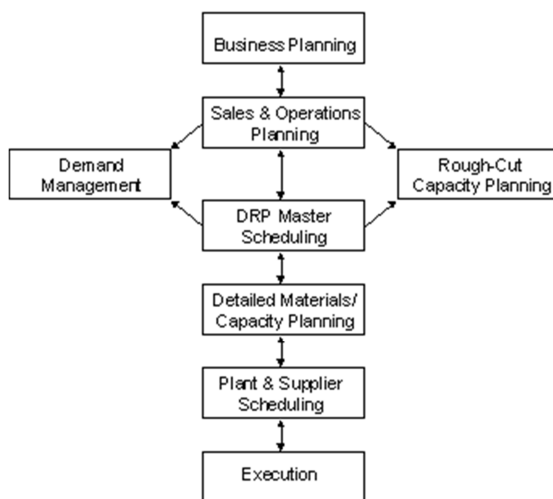 Business Planning
Sales & Operations
Planning
Demand
Management
Rough-Cut
Capacity Planning
DRP Master
Scheduling
Detailed Materials/
Capacity Planning
Plant & Supplier
Scheduling
Execution